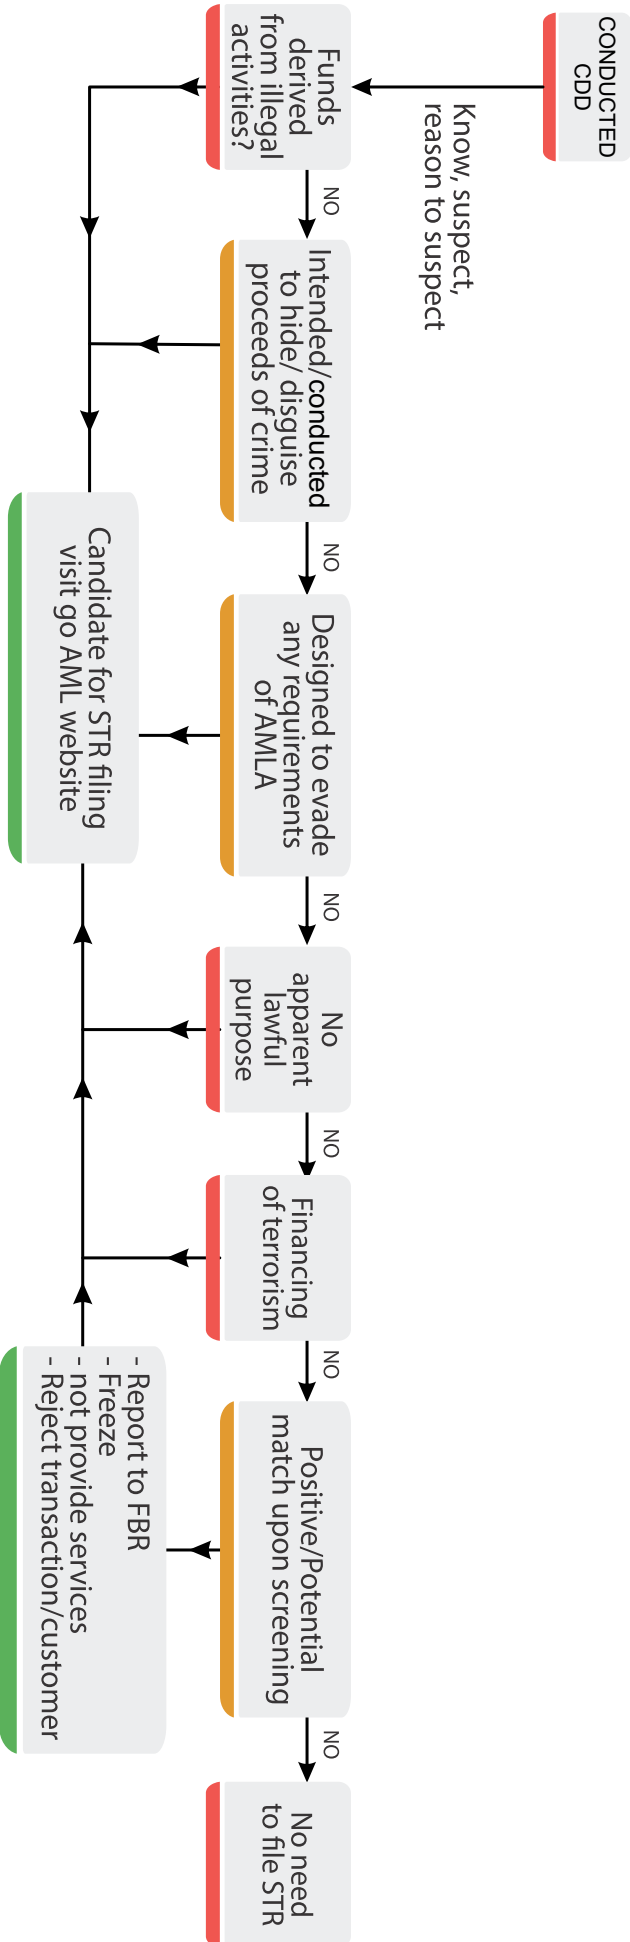 CONDUCTED
CDD
Know, suspect,
reason to suspect
Funds
derived
from illegal
activities?
NO
Intended/conducted
to hide/ disguise
proceeds of crime
NO
Designed to evade
any requirements
of AMLA
NO
No
apparent
lawful
purpose
NO
Financing
of terrorism
NO
Positive/Potential
match upon screening
NO
No need
to file STR
Candidate for STR filing
visit go AML website
- Report to FBR
- Freeze
- not provide services
- Reject transaction/customer